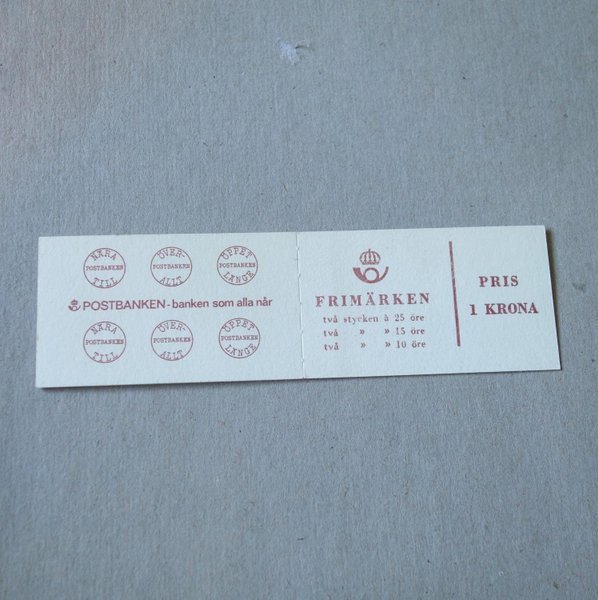 NÄRA
POSTBANKEN
TILL
ÖVER-
POSTBANKEN
ALLT
ÖPPET
POSTBANKEN
LÄNGE
POSTBANKEN - banken som alla når
NÄRA
POSTBANKEN
TILL
ÖVER-
POSTBANKEN
ALLT
ÖPPET
POSTBANKEN
LÄNGE
FRIMÄRKEN
två stycken à 25 öre
två » » 15 öre
två » » 10 öre
PRIS
1 KRONA